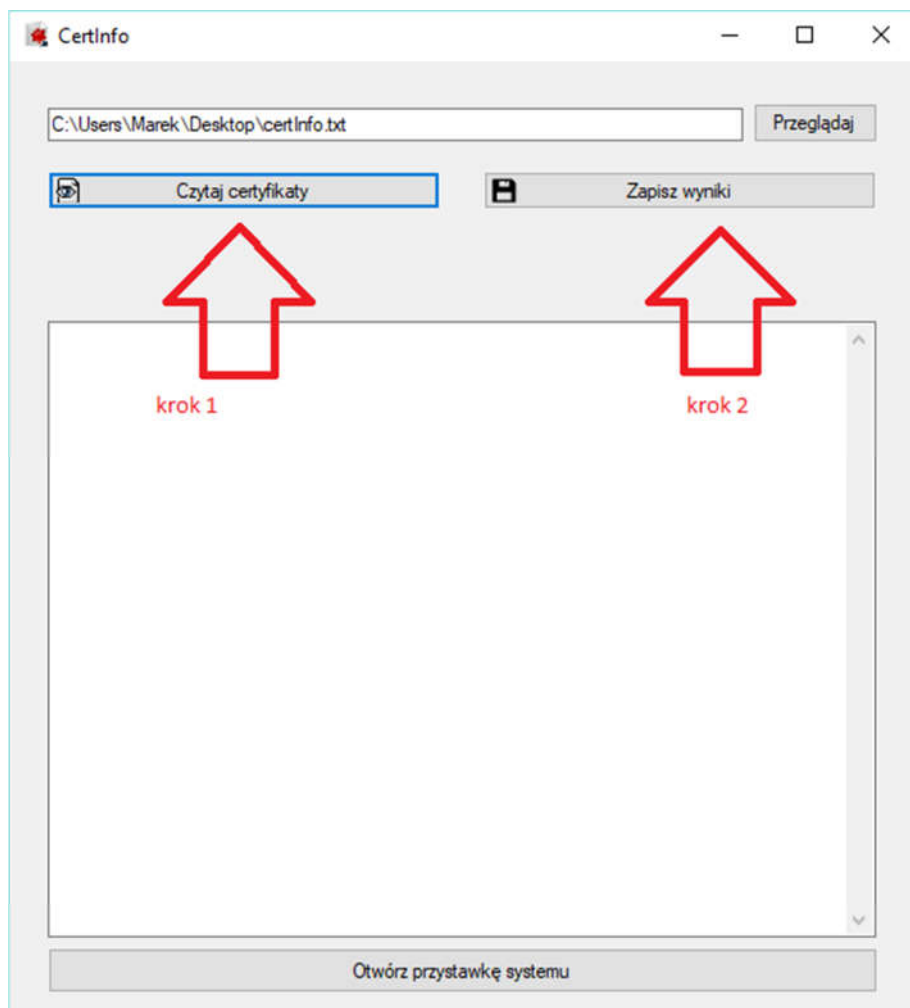 CertInfo
C:\Users\Marek\Desktop\certInfo.txt
Przeglądaj
Czytaj certyfikaty
Zapisz wyniki
krok 1
krok 2
Otwórz przystawkę systemu